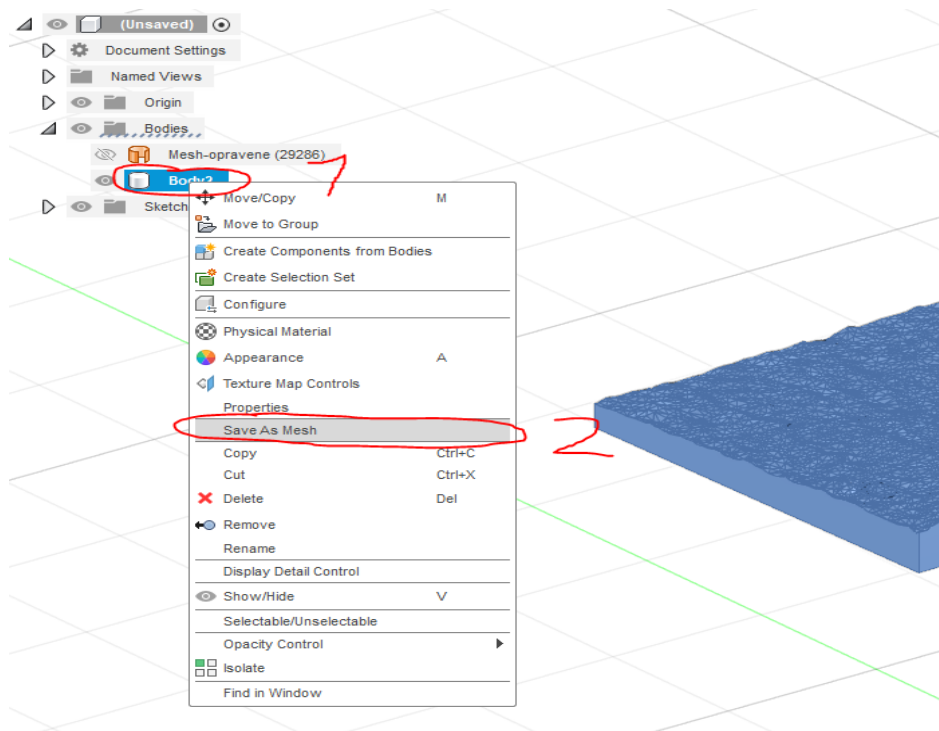 (Unsaved)
Document Settings
Named Views
Origin
Bodies
Mesh-opravene (29286)
1
Body2
Sketch
Move/Copy M
Move to Group
Create Components from Bodies
Create Selection Set
Configure
Physical Material
Appearance A
Texture Map Controls
Properties
Save As Mesh
2
Copy Ctrl+C
Cut Ctrl+X
Delete Del
Remove
Rename
Display Detail Control
Show/Hide V
Selectable/Unselectable
Opacity Control
Isolate
Find in Window